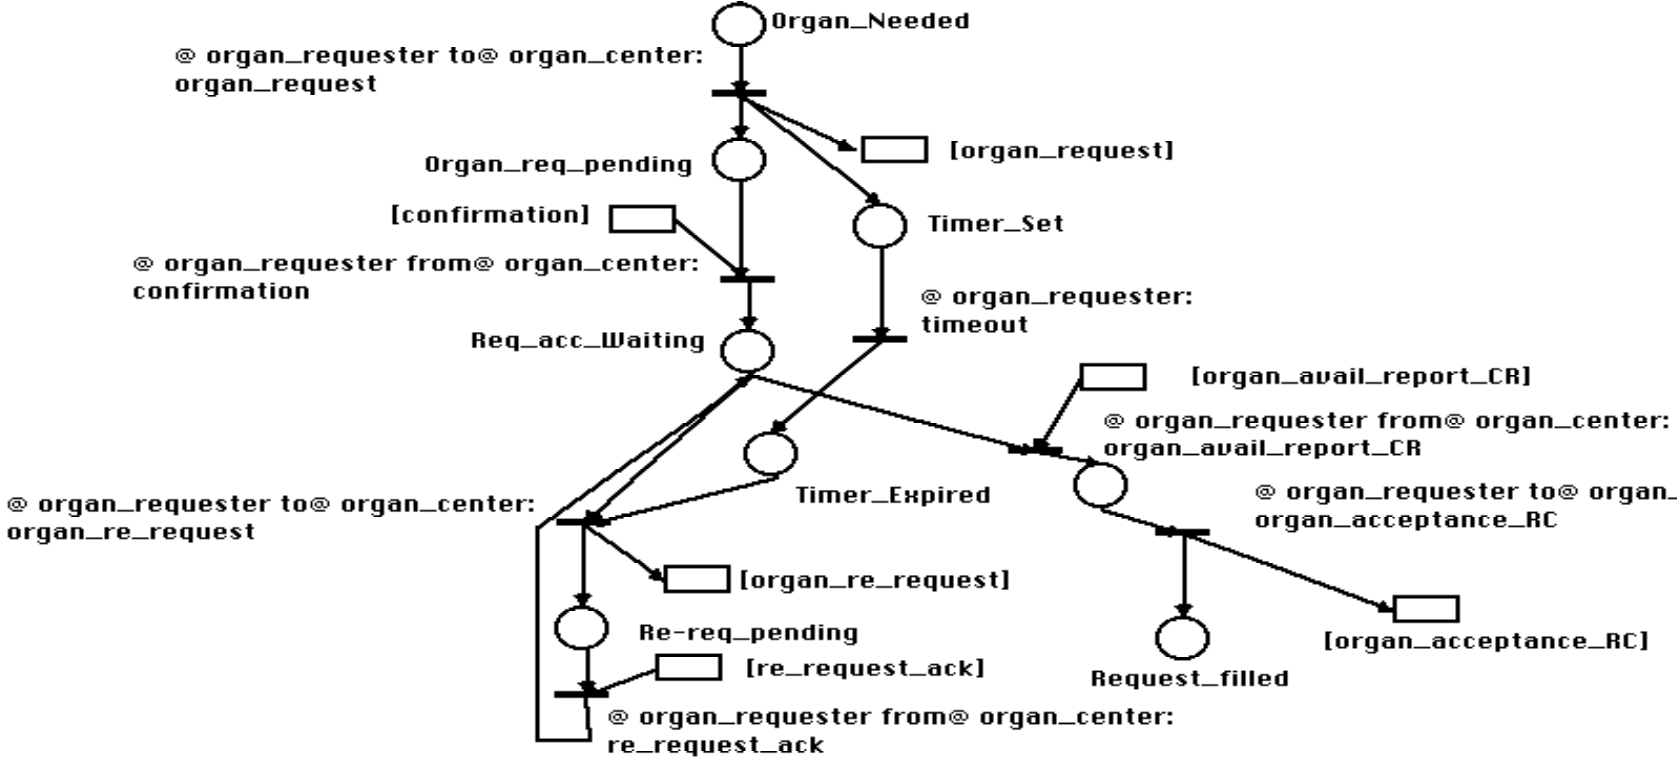 Organ_Needed
@ organ_requester to@ organ_center:
organ_request
[organ_request]
Organ_req_pending
[confirmation]
Timer_Set
@ organ_requester from@ organ_center:
confirmation
@ organ_requester:
timeout
Req_acc_Waiting
[organ_avail_report_CR]
@ organ_requester from@ organ_center:
organ_avail_report_CR
Timer_Expired
@ organ_requester to@ organ_center:
organ_re_request
@ organ_requester to@ organ_
organ_acceptance_RC
[organ_re_request]
Re-req_pending
[organ_acceptance_RC]
[re_request_ack]
Request_filled
@ organ_requester from@ organ_center:
re_request_ack